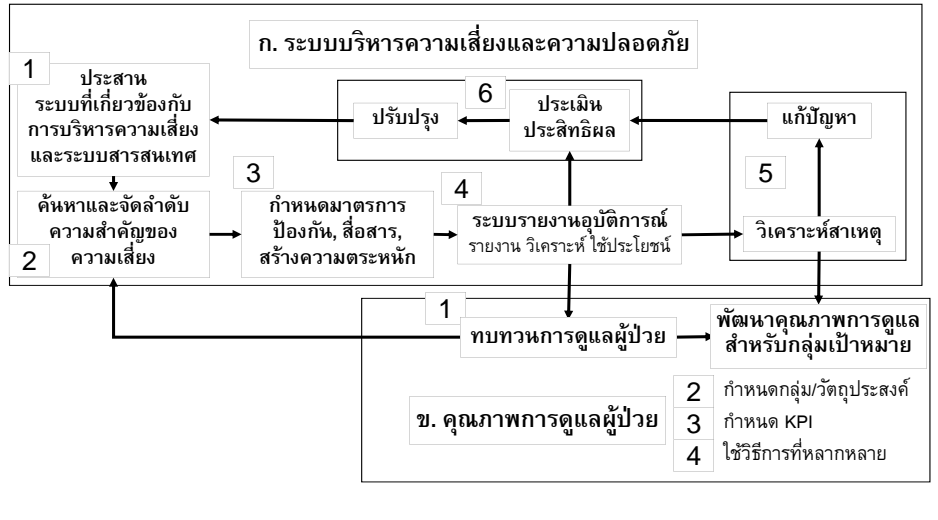 ก. ระบบบริหารความเสี่ยงและความปลอดภัย
1
ประสาน
ระบบที่เกี่ยวข้องกับ
การบริหารความเสี่ยง
และระบบสารสนเทศ
ปรับปรุง
6
ประเมิน
ประสิทธิผล
แก้ปัญหา
2
ค้นหาและจัดลำดับ
ความสำคัญของ
ความเสี่ยง
3
กำหนดมาตรการ
ป้องกัน, สื่อสาร,
สร้างความตระหนัก
4
ระบบรายงานอุบัติการณ์
รายงาน วิเคราะห์ ใช้ประโยชน์
5
วิเคราะห์สาเหตุ
1
ทบทวนการดูแลผู้ป่วย
พัฒนาคุณภาพการดูแล
สำหรับกลุ่มเป้าหมาย
ข. คุณภาพการดูแลผู้ป่วย
2 กำหนดกลุ่ม/วัตถุประสงค์
3 กำหนด KPI
4 ใช้วิธีการที่หลากหลาย